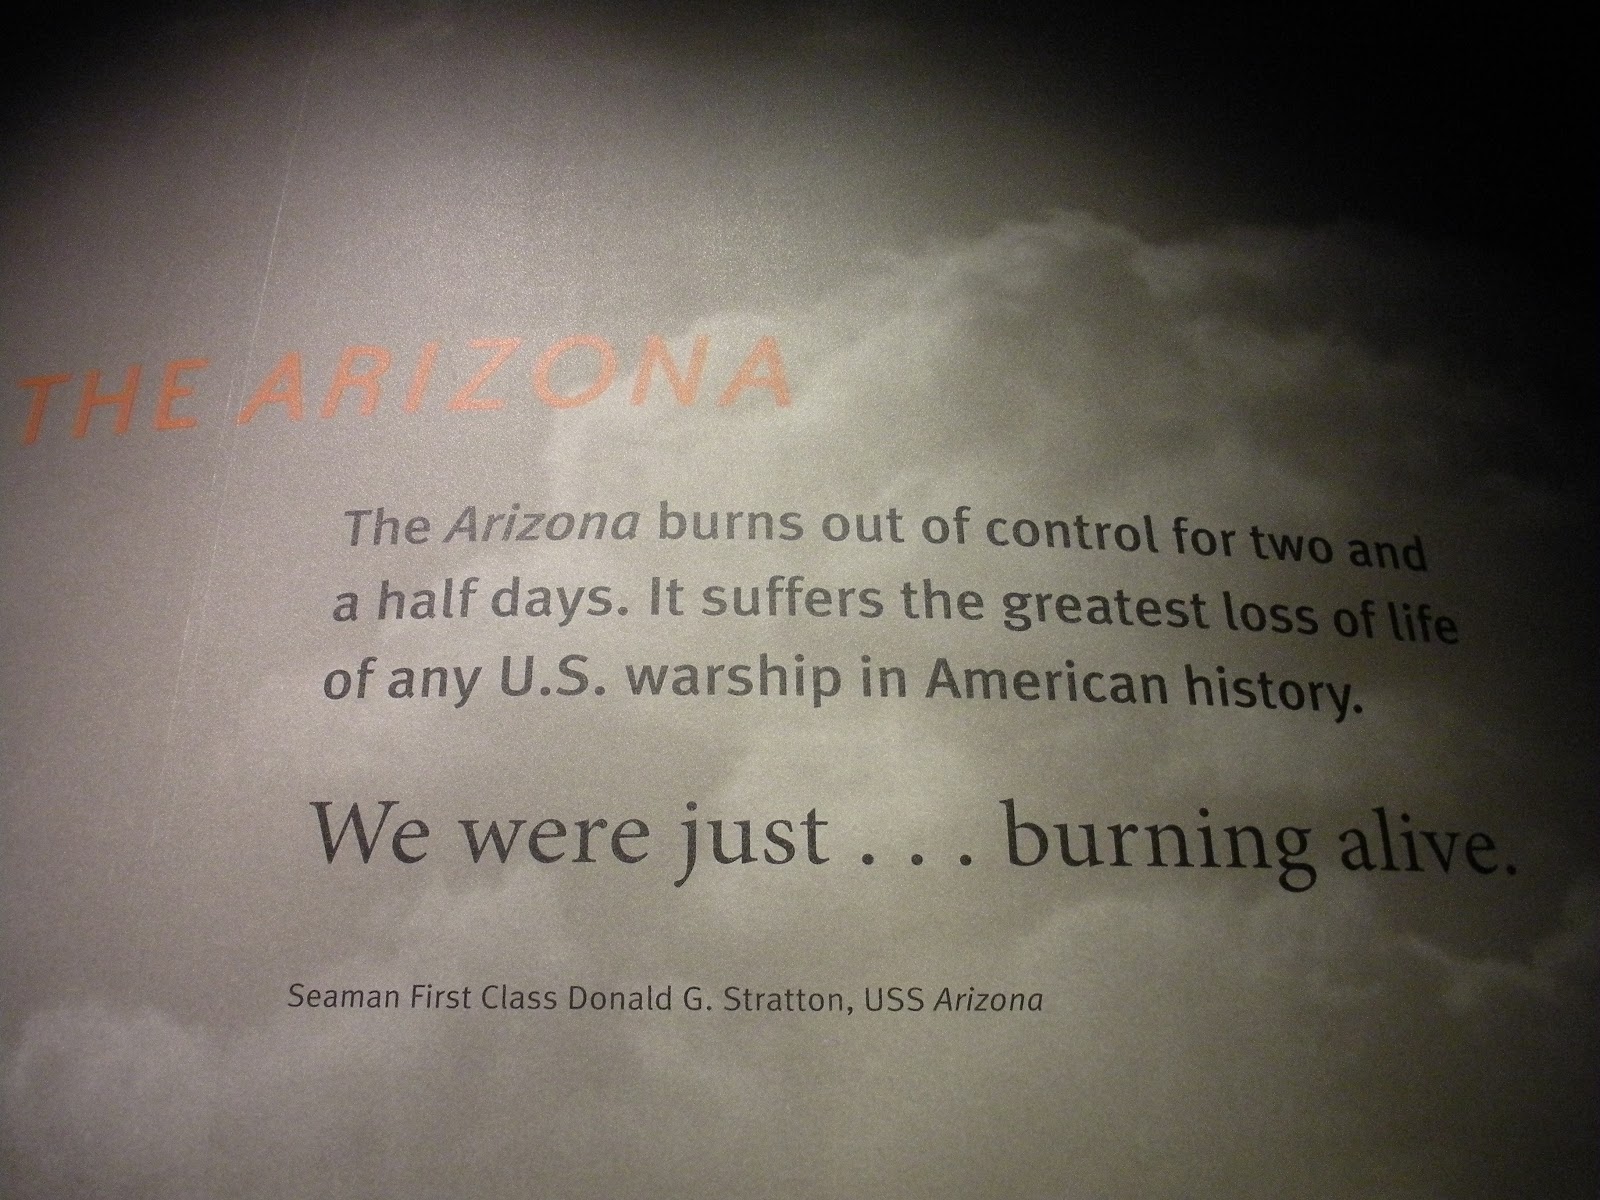 THE ARIZONA
The Arizona burns out of control for two and
a half days. It suffers the greatest loss of life
of any U.S. warship in American history.
We were just . . . burning alive.
Seaman First Class Donald G. Stratton, USS Arizona